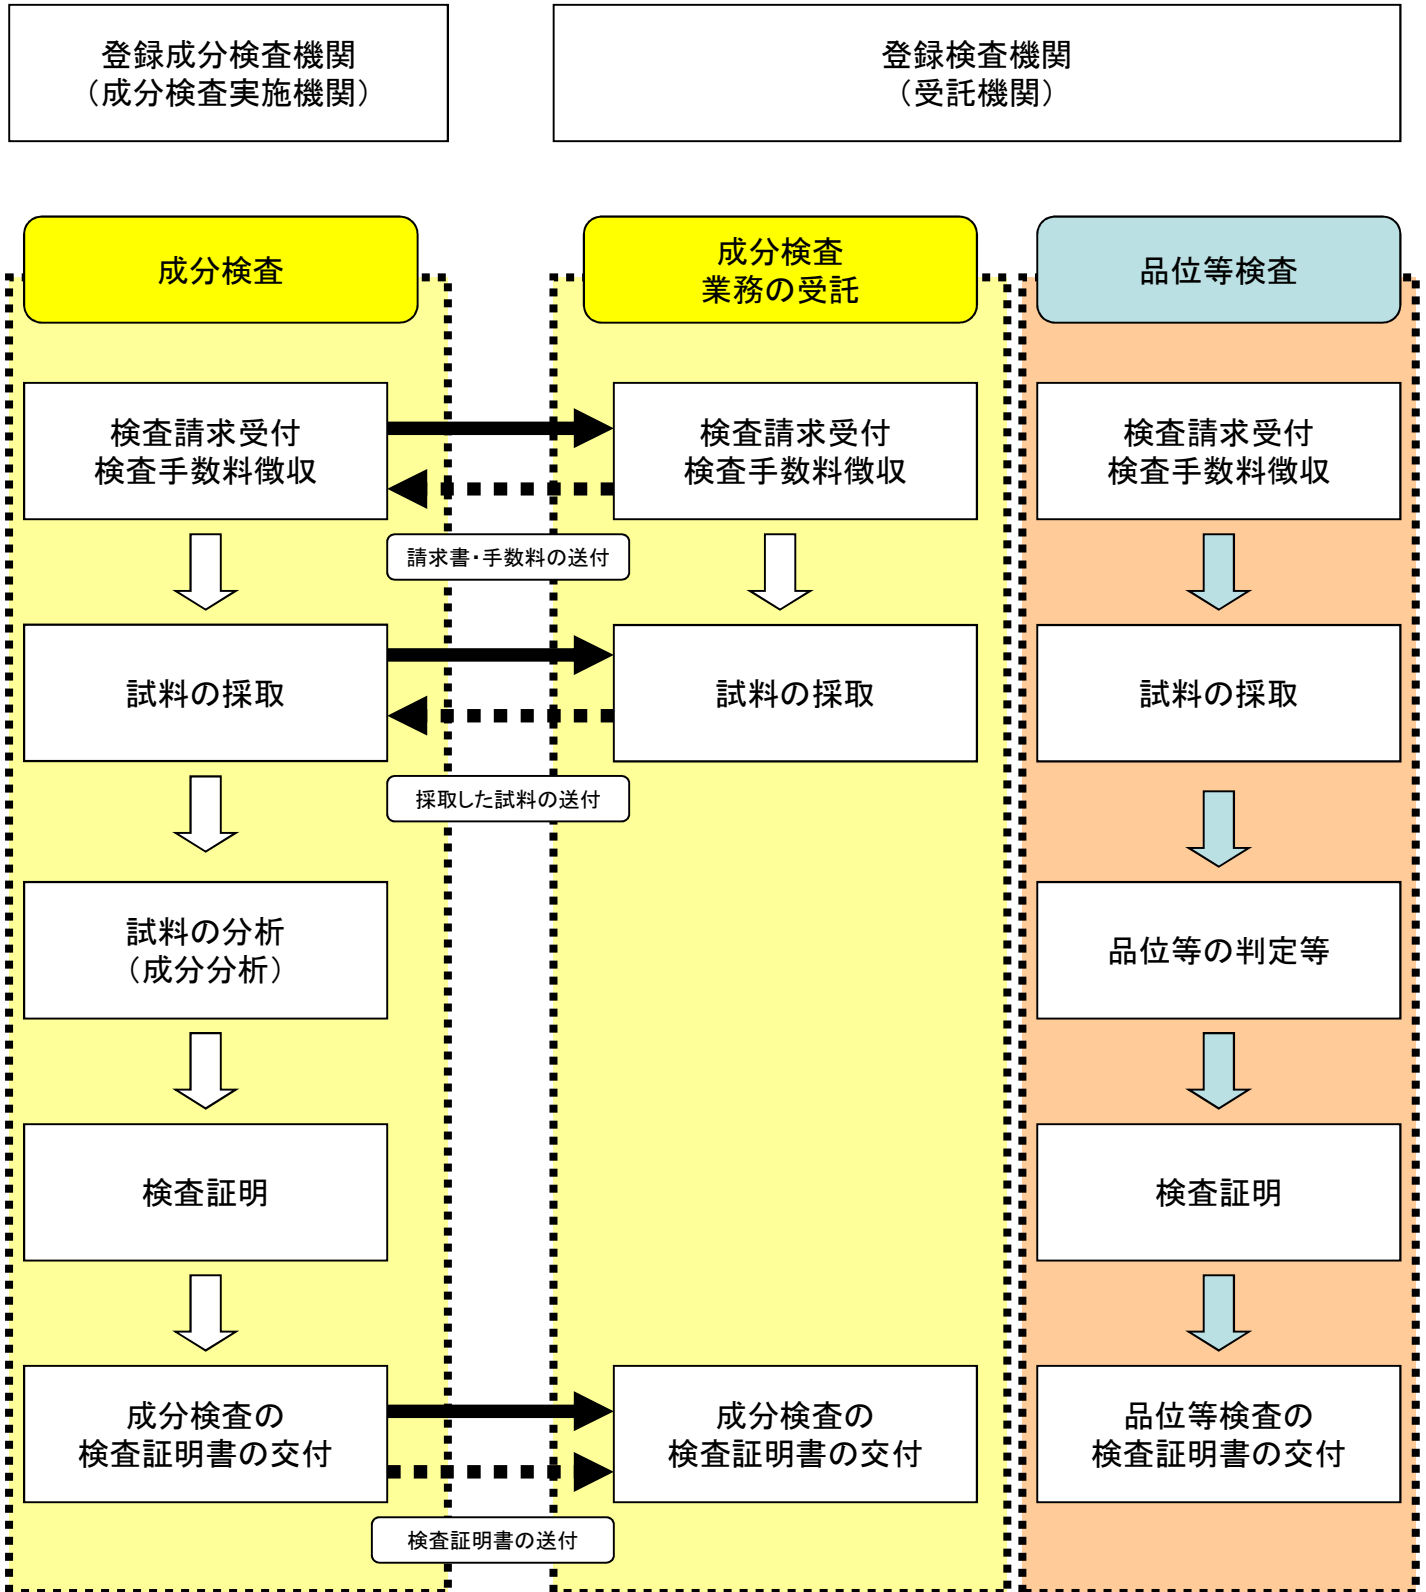 登録成分検査機関
（成分検査実施機関）
登録検査機関
（受託機関）
成分検査
成分検査
業務の受託
品位等検査
検査請求受付
検査手数料徴収
検査請求受付
検査手数料徴収
検査請求受付
検査手数料徴収
請求書・手数料の送付
試料の採取
試料の採取
試料の採取
採取した試料の送付
試料の分析
（成分分析）
品位等の判定等
検査証明
検査証明
成分検査の
検査証明書の交付
成分検査の
検査証明書の交付
品位等検査の
検査証明書の交付
検査証明書の送付